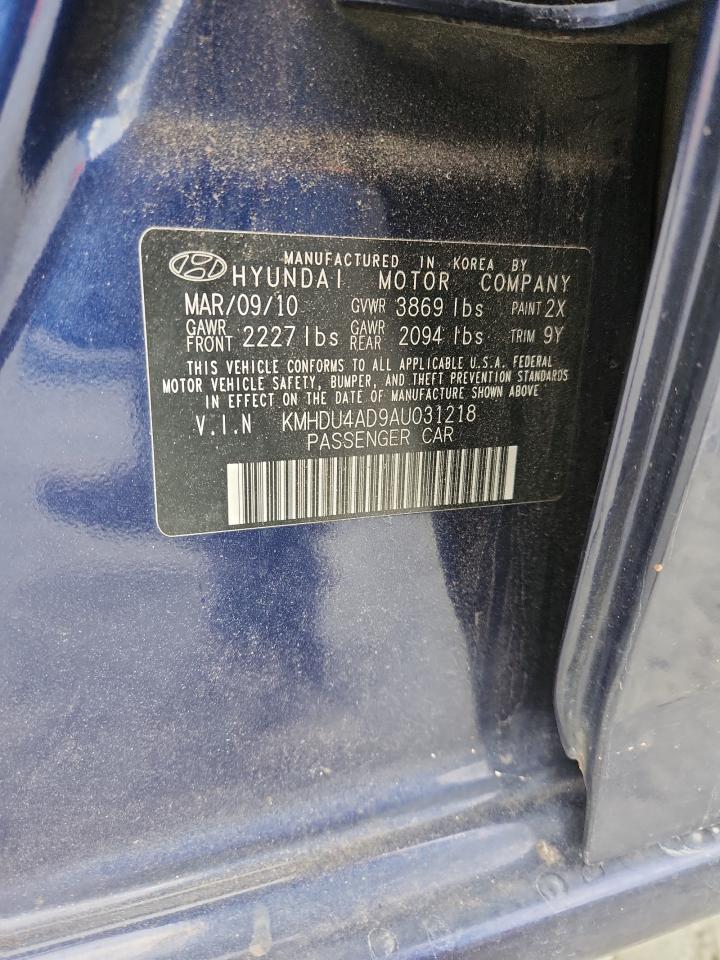 MANUFACTURED IN KOREA BY
HYUNDAI MOTOR COMPANY
MAR/09/10 GVWR 3869 lbs PAINT 2X
GAWR FRONT 2227 lbs GAWR REAR 2094 lbs TRIM 9Y
THIS VEHICLE CONFORMS TO ALL APPLICABLE U.S.A. FEDERAL
MOTOR VEHICLE SAFETY, BUMPER, AND THEFT PREVENTION STANDARDS
IN EFFECT ON THE DATE OF MANUFACTURE SHOWN ABOVE
V.I.N KMHDU4AD9AU031218
PASSENGER CAR